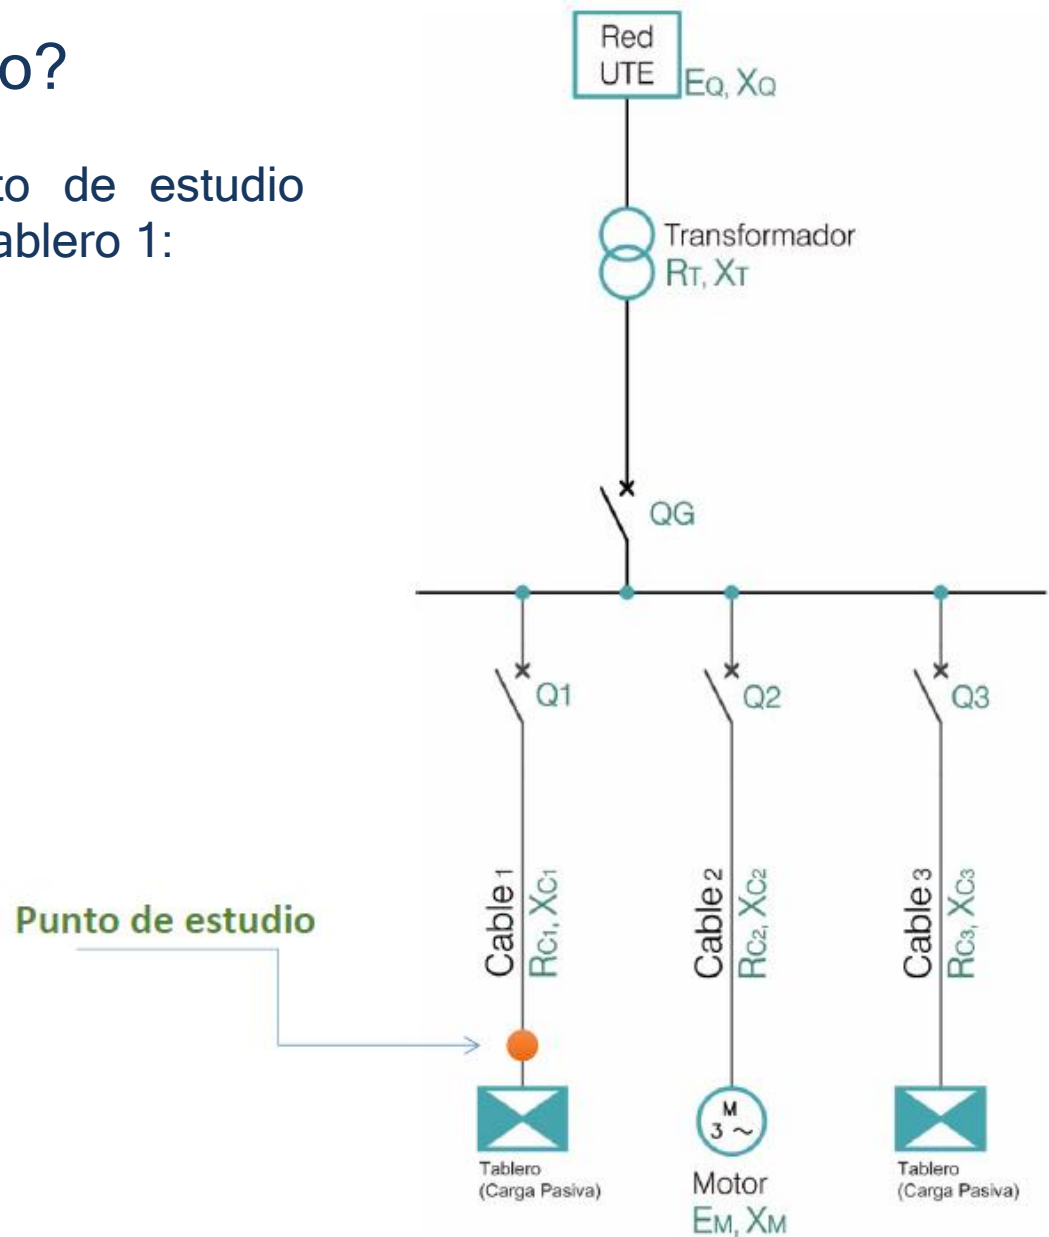 o?
to de estudio
ablero 1:
Red
UTE
EQ, XQ
Transformador
RT, XT
QG
Q1
Q2
Q3
Cable 1
RC1, XC1
Cable 2
RC2, XC2
Cable 3
RC3, XC3
Punto de estudio
Tablero
(Carga Pasiva)
M
3 ~
Motor
EM, XM
Tablero
(Carga Pasiva)